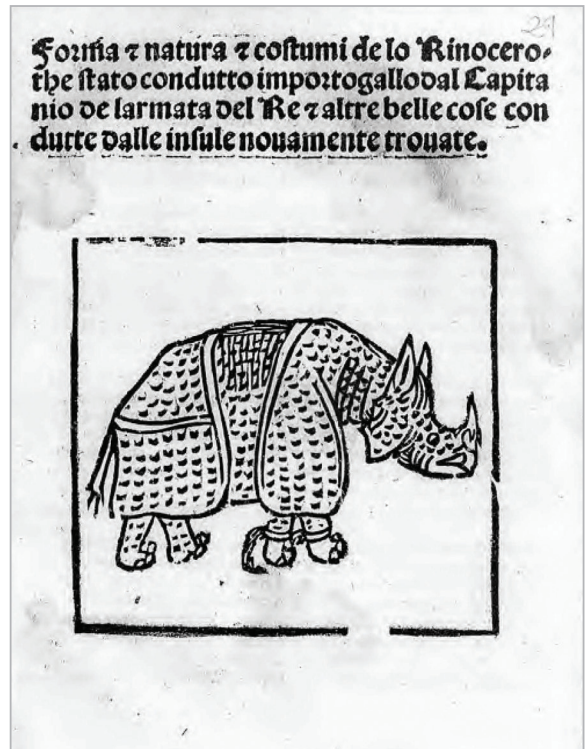 29
Forma ⁊ natura ⁊ costumi de lo Rinocero-
the stato condutto importogallo dal Capita
nio de larmata del Re ⁊ altre belle cose con
dutte dalle insule nouamente trouate.